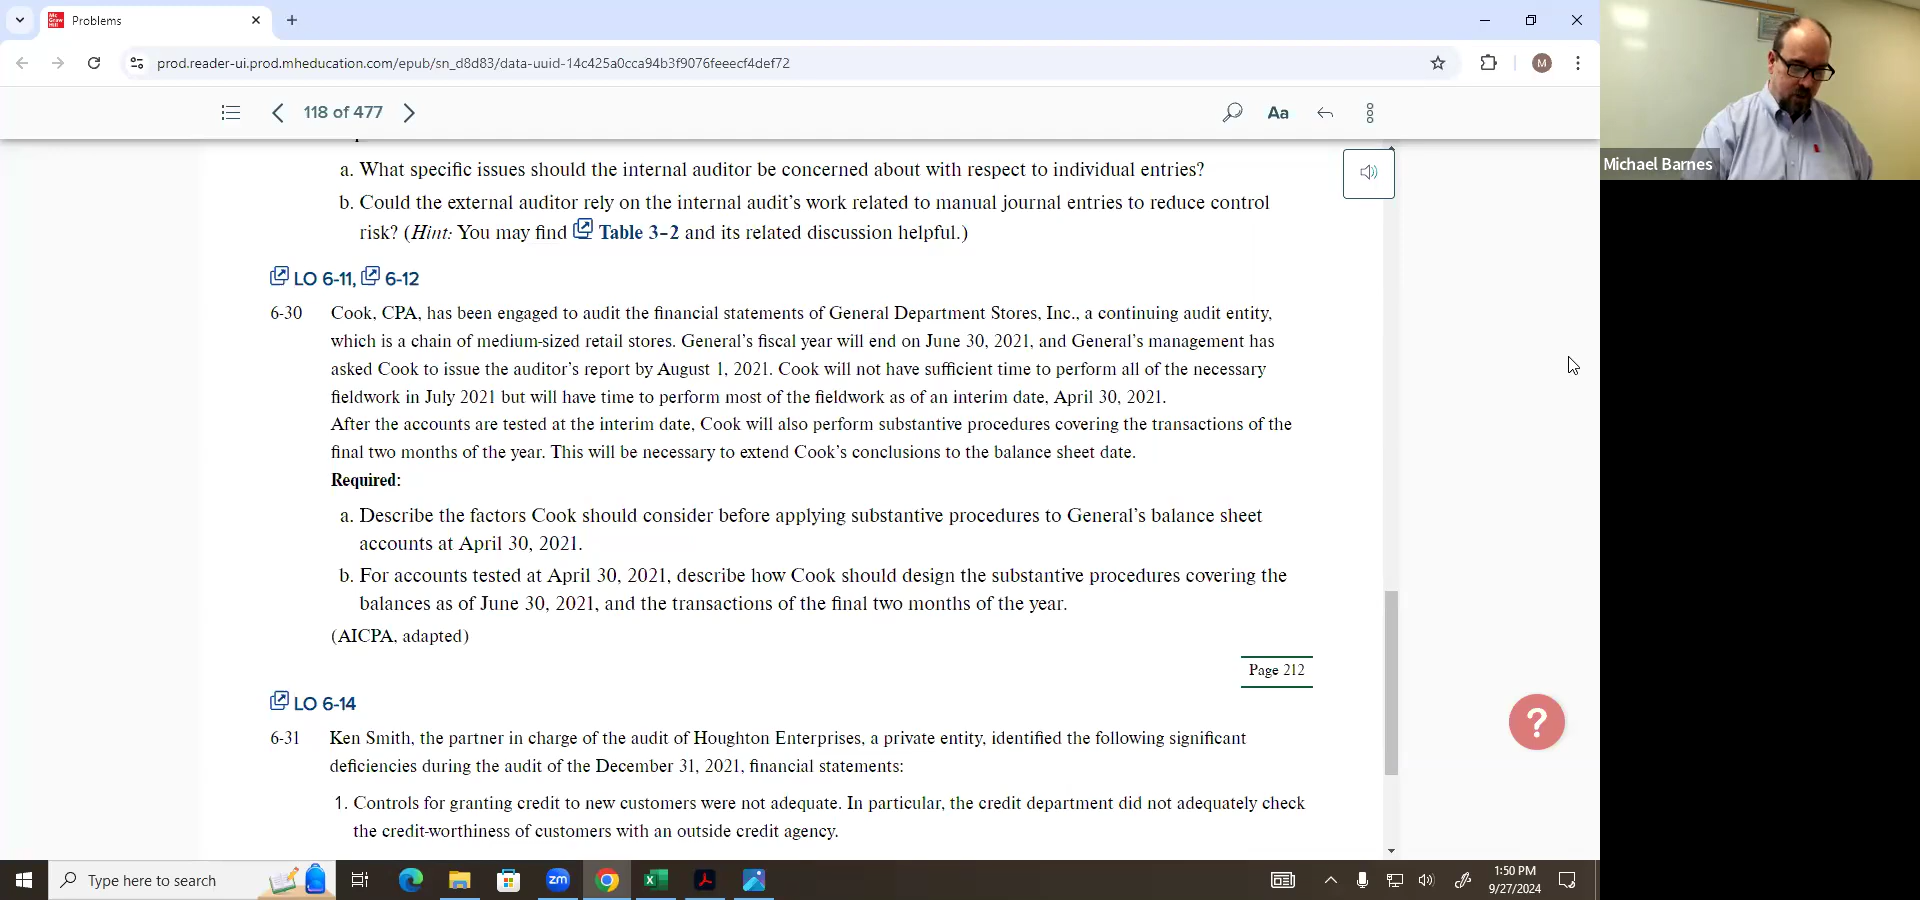 Problems
prod.reader-ui.prod.mheducation.com/epub/sn_d8d83/data-uuid-14c425a0cca94b3f9076feeecf4def72
M
118 of 477
Aa
a. What specific issues should the internal auditor be concerned about with respect to individual entries?
b. Could the external auditor rely on the internal audit's work related to manual journal entries to reduce control
risk? (Hint: You may find Table 3–2 and its related discussion helpful.)
LO 6-11, 6-12
6-30 Cook, CPA, has been engaged to audit the financial statements of General Department Stores, Inc., a continuing audit entity,
which is a chain of medium-sized retail stores. General's fiscal year will end on June 30, 2021, and General's management has
asked Cook to issue the auditor's report by August 1, 2021. Cook will not have sufficient time to perform all of the necessary
fieldwork in July 2021 but will have time to perform most of the fieldwork as of an interim date, April 30, 2021.
After the accounts are tested at the interim date, Cook will also perform substantive procedures covering the transactions of the
final two months of the year. This will be necessary to extend Cook's conclusions to the balance sheet date.
Required:
a. Describe the factors Cook should consider before applying substantive procedures to General's balance sheet
accounts at April 30, 2021.
b. For accounts tested at April 30, 2021, describe how Cook should design the substantive procedures covering the
balances as of June 30, 2021, and the transactions of the final two months of the year.
(AICPA, adapted)
Page 212
LO 6-14
6-31 Ken Smith, the partner in charge of the audit of Houghton Enterprises, a private entity, identified the following significant
deficiencies during the audit of the December 31, 2021, financial statements:
1. Controls for granting credit to new customers were not adequate. In particular, the credit department did not adequately check
the credit-worthiness of customers with an outside credit agency.
?
Michael Barnes
Type here to search
zm
1:50 PM
9/27/2024